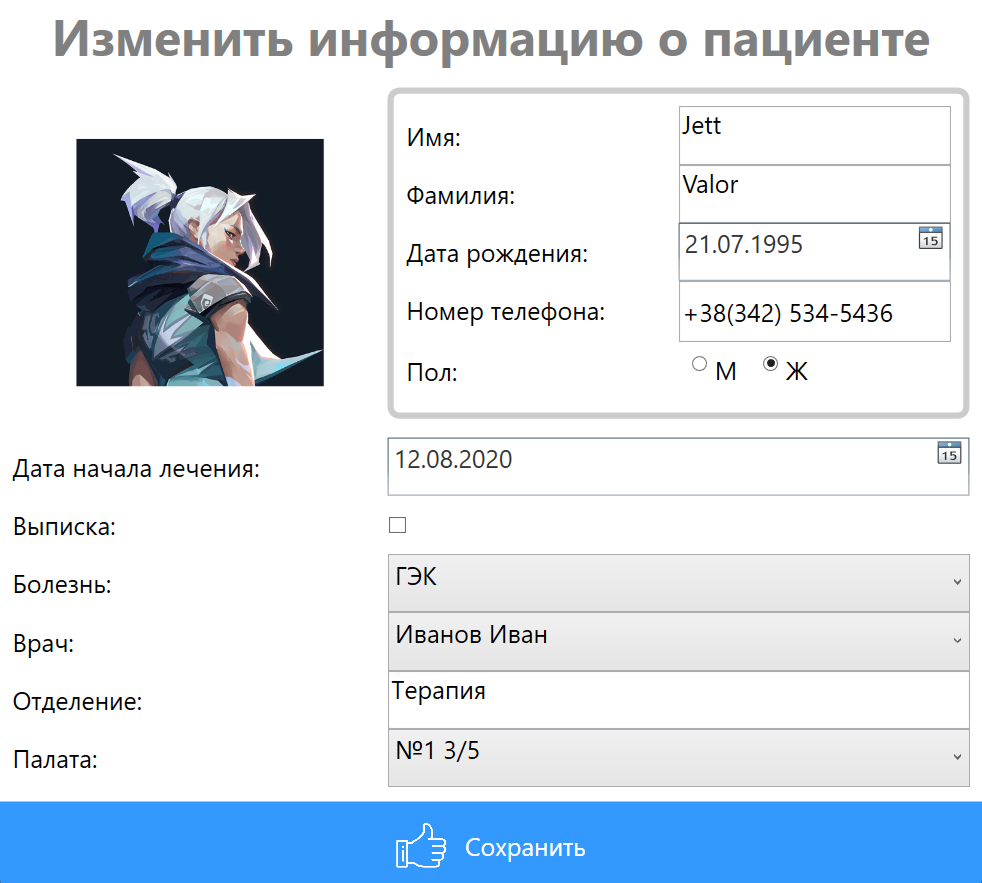 Изменить информацию о пациенте
Имя: Jett
Фамилия: Valor
Дата рождения: 21.07.1995 15
Номер телефона: +38(342) 534-5436
Пол: М Ж
Дата начала лечения: 12.08.2020 15
Выписка:
Болезнь: ГЭК
Врач: Иванов Иван
Отделение: Терапия
Палата: №1 3/5
Сохранить